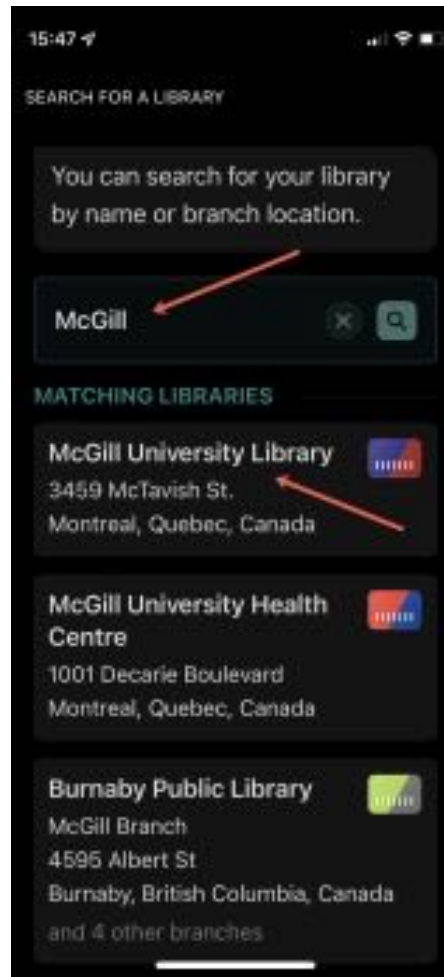 15:47
SEARCH FOR A LIBRARY
You can search for your library
by name or branch location.
McGill
MATCHING LIBRARIES
McGill University Library
3459 McTavish St.
Montreal, Quebec, Canada
McGill University Health
Centre
1001 Decarie Boulevard
Montreal, Quebec, Canada
Burnaby Public Library
McGill Branch
4595 Albert St
Burnaby, British Columbia, Canada
and 4 other branches